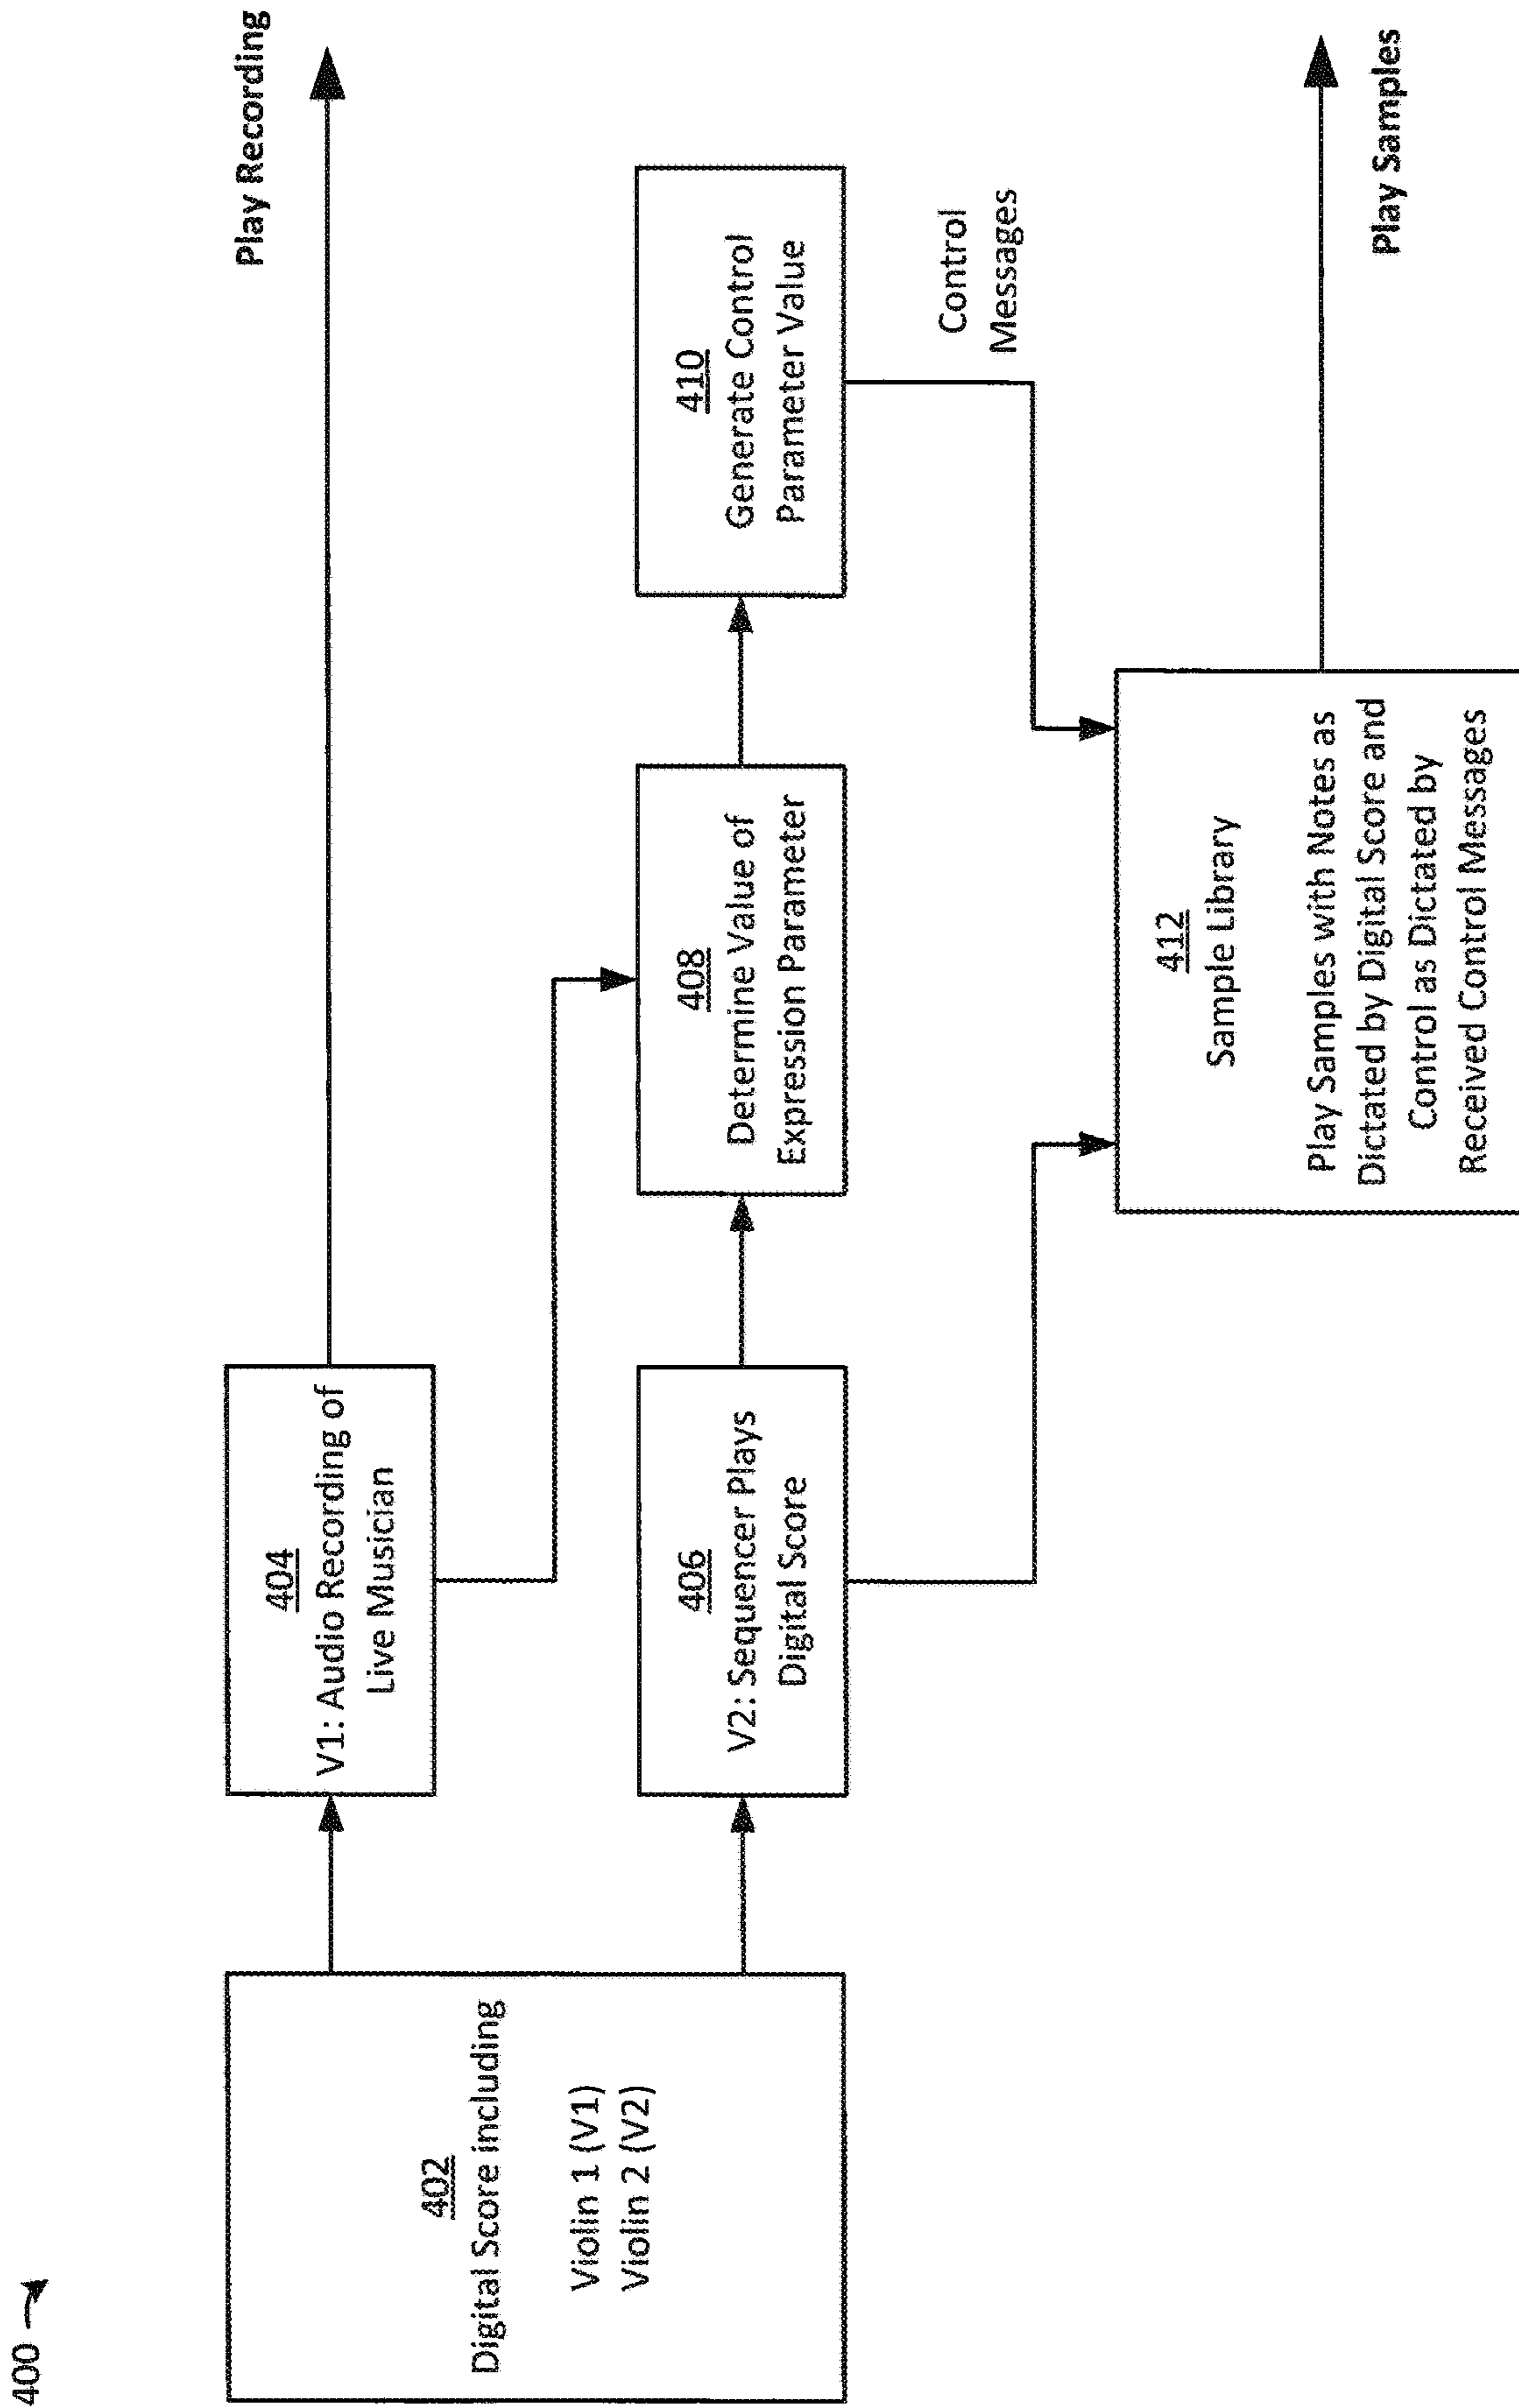 400
402
Digital Score including
Violin 1 (V1)
Violin 2 (V2)
404
V1: Audio Recording of
Live Musician
Play Recording
406
V2: Sequencer Plays
Digital Score
408
Determine Value of
Expression Parameter
410
Generate Control
Parameter Value
Control
Messages
412
Sample Library
Play Samples with Notes as
Dictated by Digital Score and
Control as Dictated by
Received Control Messages
Play Samples